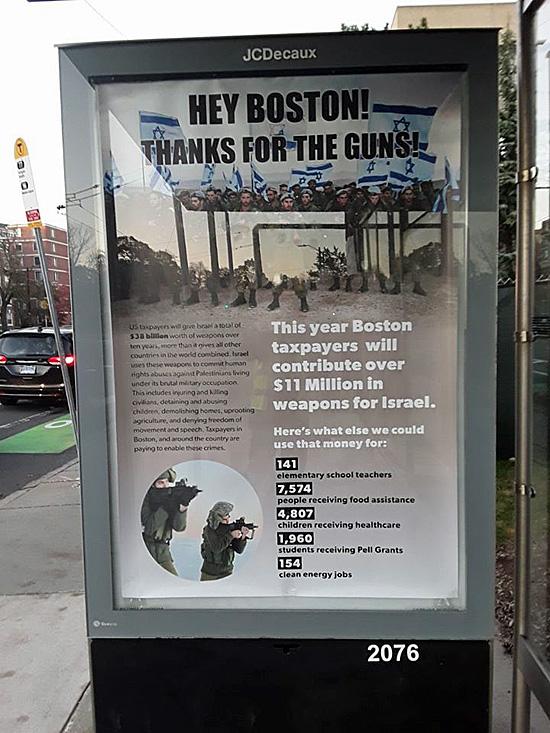 JCDecaux
HEY BOSTON!
THANKS FOR THE GUNS!
US taxpayers will give Israel a total of
$38 billion worth of weapons over
ten years, more than it gives all other
countries in the world combined. Israel
uses these weapons to commit human
rights abuses against Palestinians living
under its brutal military occupation.
This includes injuring and killing
civilians, detaining and abusing
children, demolishing homes, uprooting
agriculture, and denying freedom of
movement and speech. Taxpayers in
Boston, and around the country are
paying to enable these crimes.
This year Boston
taxpayers will
contribute over
$11 Million in
weapons for Israel.
Here's what else we could
use that money for:
141
elementary school teachers
7,574
people receiving food assistance
4,807
children receiving healthcare
1,960
students receiving Pell Grants
154
clean energy jobs
2076